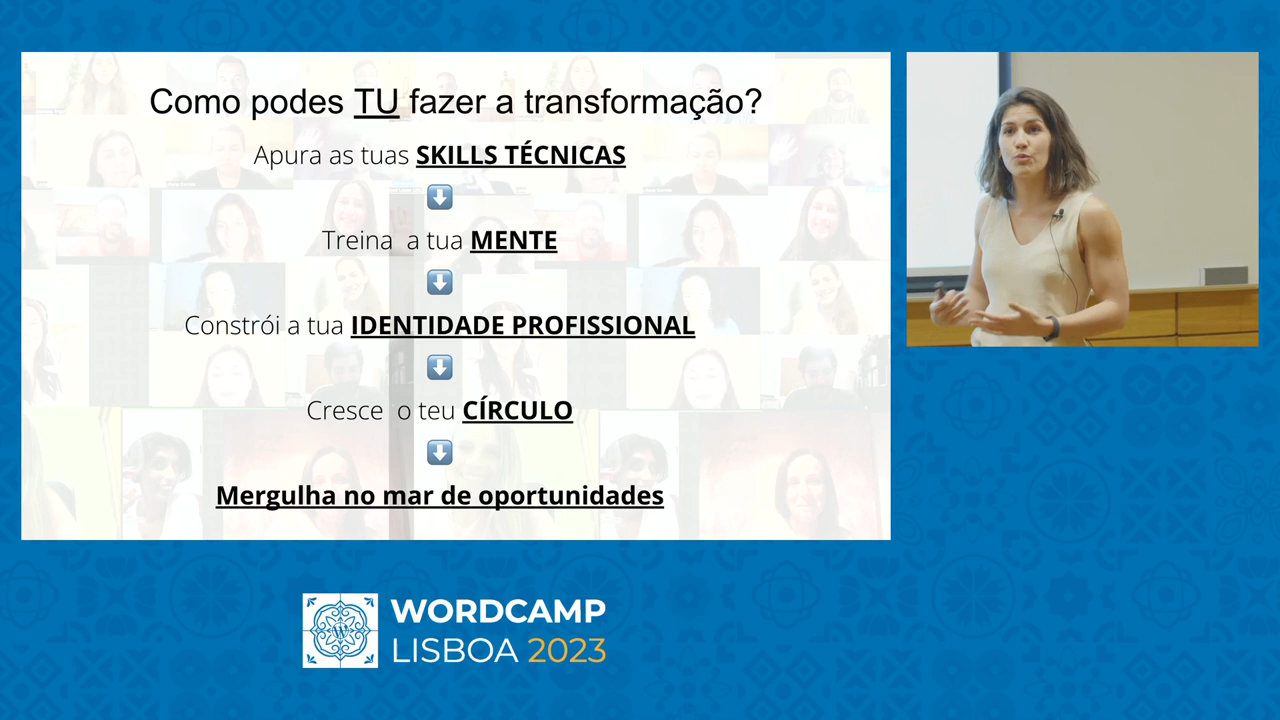 Como podes TU fazer a transformação?
Apura as tuas SKILLS TÉCNICAS
Treina a tua MENTE
Constrói a tua IDENTIDADE PROFISSIONAL
Cresce o teu CÍRCULO
Mergulha no mar de oportunidades
WORDCAMP
LISBOA 2023